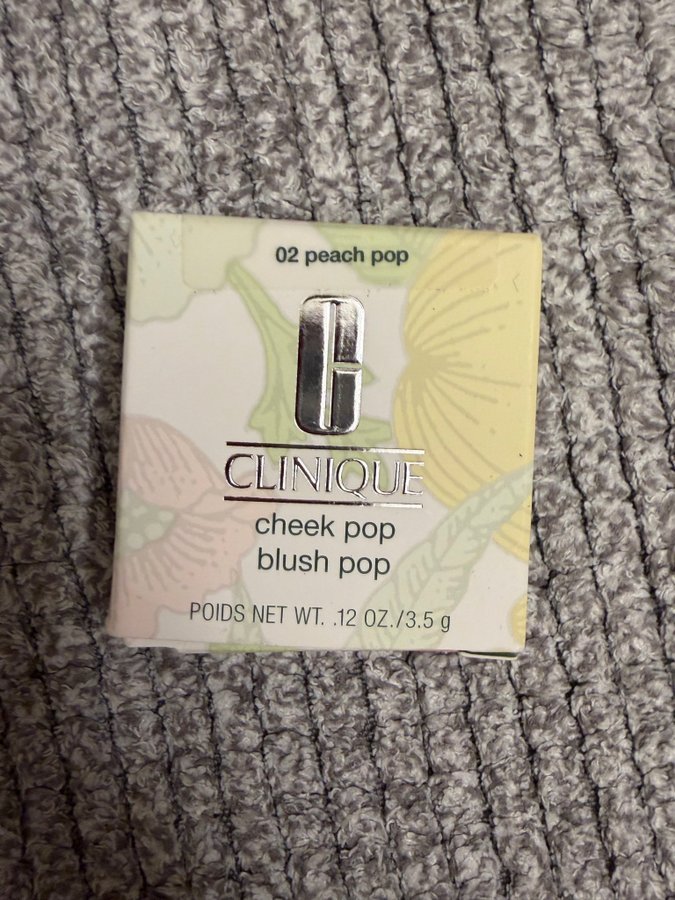 02 peach pop
CLINIQUE
cheek pop
blush pop
POIDS NET WT. .12 OZ./3.5 g